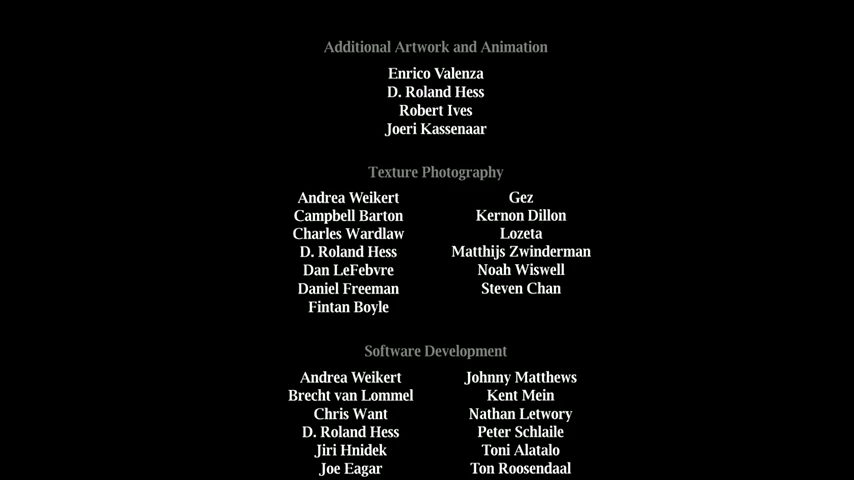 Additional Artwork and Animation
Enrico Valenza
D. Roland Hess
Robert Ives
Joeri Kassenaar
Texture Photography
Andrea Weikert
Campbell Barton
Charles Wardlaw
D. Roland Hess
Dan LeFebvre
Daniel Freeman
Fintan Boyle
Gez
Kernon Dillon
Lozeta
Matthijs Zwinderman
Noah Wiswell
Steven Chan
Software Development
Andrea Weikert
Brecht van Lommel
Chris Want
D. Roland Hess
Jiri Hnidek
Joe Eagar
Johnny Matthews
Kent Mein
Nathan Letwory
Peter Schlaile
Toni Alatalo
Ton Roosendaal